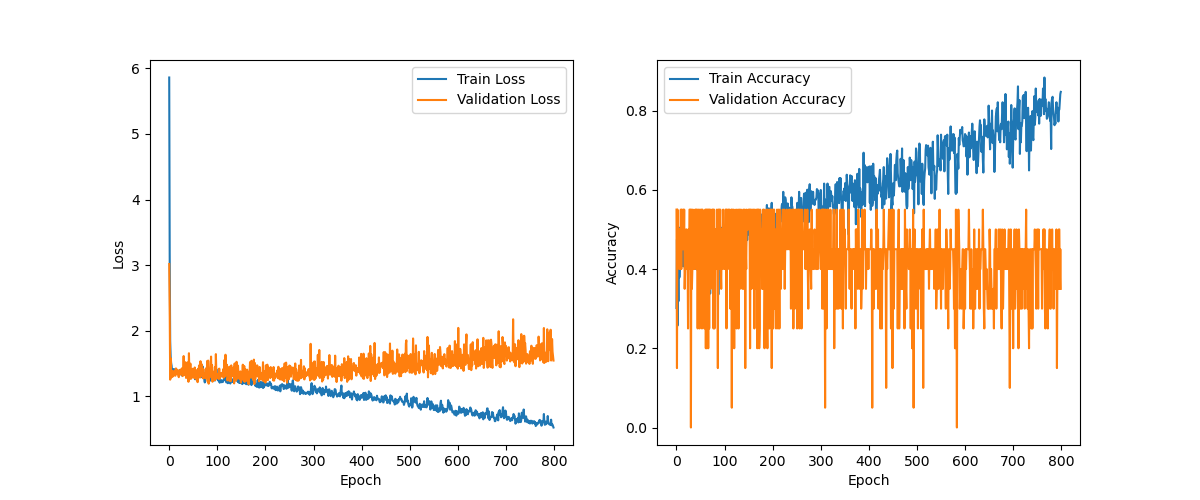 6
5
4
3
2
1
Loss
0 100 200 300 400 500 600 700 800
Epoch
Train Loss
Validation Loss
0.8
0.6
0.4
0.2
0.0
Accuracy
0 100 200 300 400 500 600 700 800
Epoch
Train Accuracy
Validation Accuracy